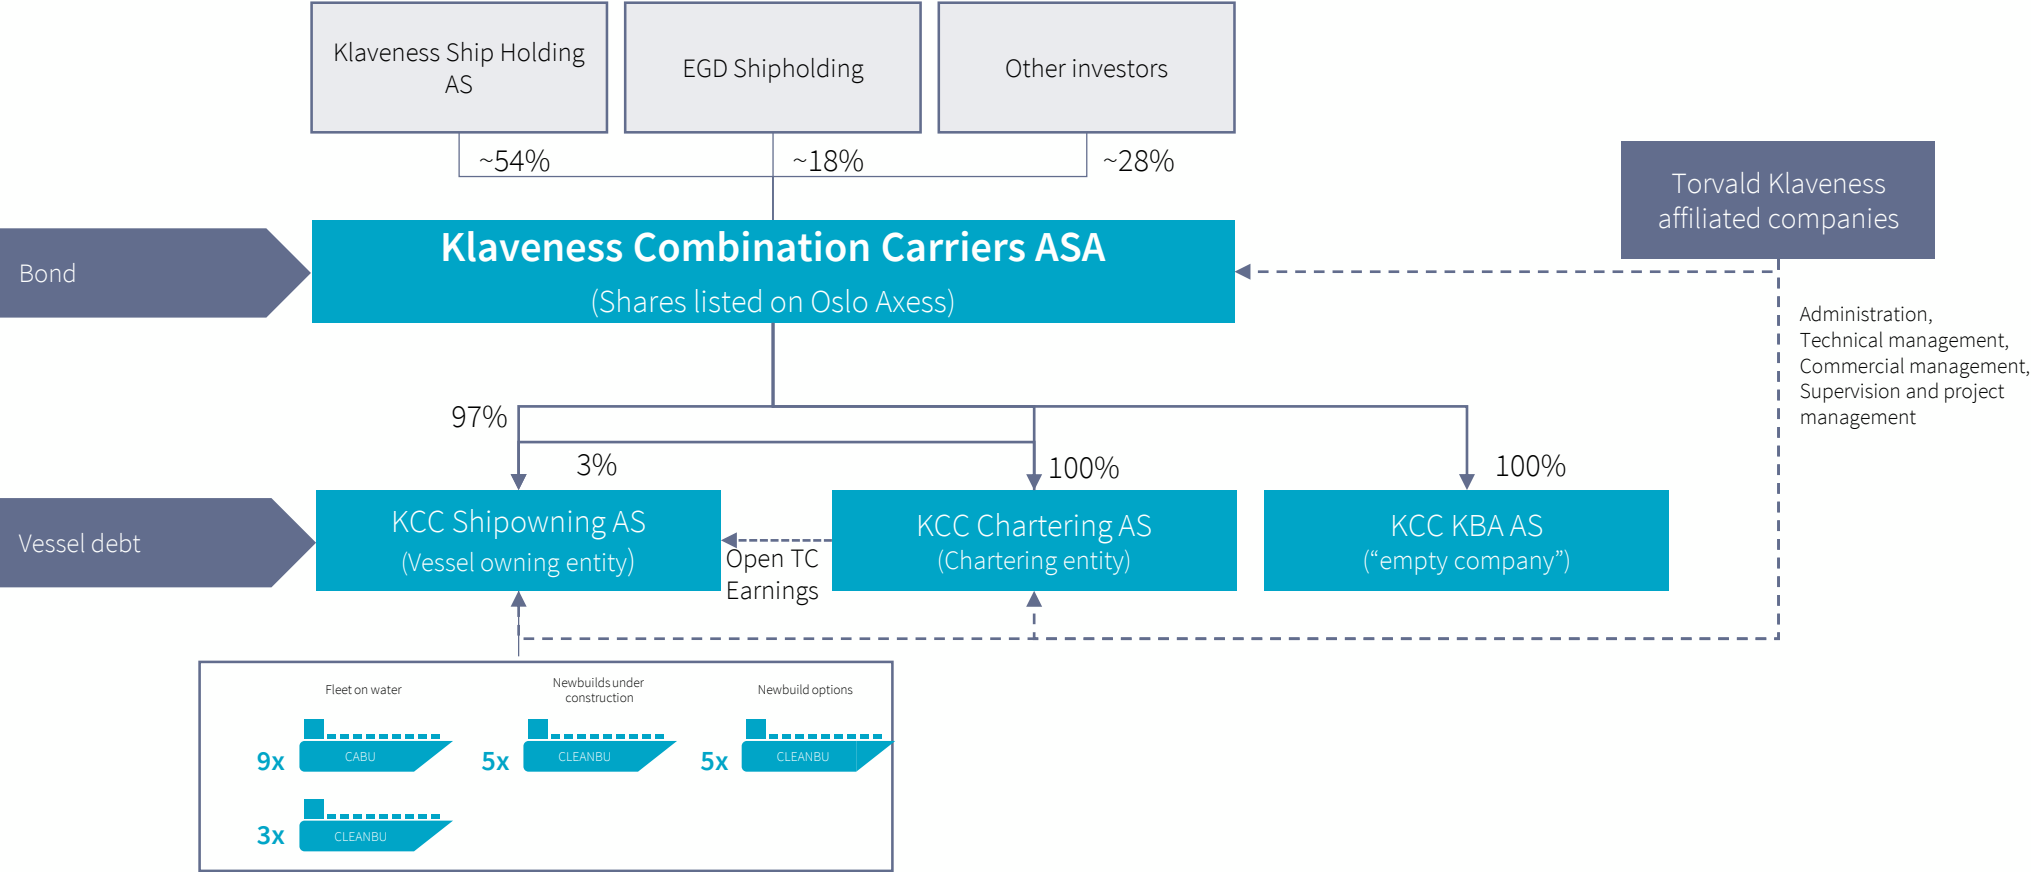 Klaveness Ship Holding
AS
EGD Shipholding
Other investors
~54%
~18%
~28%
Torvald Klaveness
affiliated companies
Bond
Klaveness Combination Carriers ASA
(Shares listed on Oslo Axess)
Administration,
Technical management,
Commercial management,
Supervision and project
management
97%
3%
100%
100%
Vessel debt
KCC Shipowning AS
(Vessel owning entity)
Open TC
Earnings
KCC Chartering AS
(Chartering entity)
KCC KBA AS
(“empty company”)
Fleet on water
Newbuilds under
construction
Newbuild options
9x
CABU
5x
CLEANBU
5x
CLEANBU
3x
CLEANBU